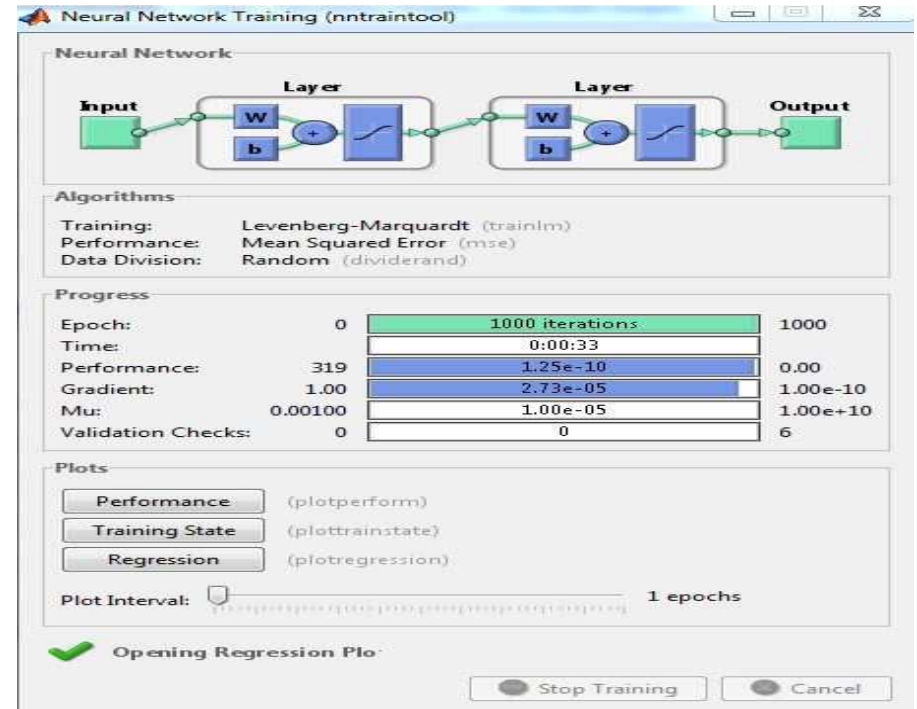 Neural Network Training (nntraintool)
Neural Network
Layer Layer
Input Output
W W
+ +
b b
Algorithms
Training: Levenberg-Marquardt (trainlm)
Performance: Mean Squared Error (mse)
Data Division: Random (dividerand)
Progress
Epoch: 0 1000 iterations 1000
Time: 0:00:33
Performance: 319 1.25e-10 0.00
Gradient: 1.00 2.73e-05 1.00e-10
Mu: 0.00100 1.00e-05 1.00e+10
Validation Checks: 0 0 6
Plots
Performance (plotperform)
Training State (plottrainstate)
Regression (plotregression)
Plot Interval: 1 epochs
Opening Regression Plo
Stop Training Cancel